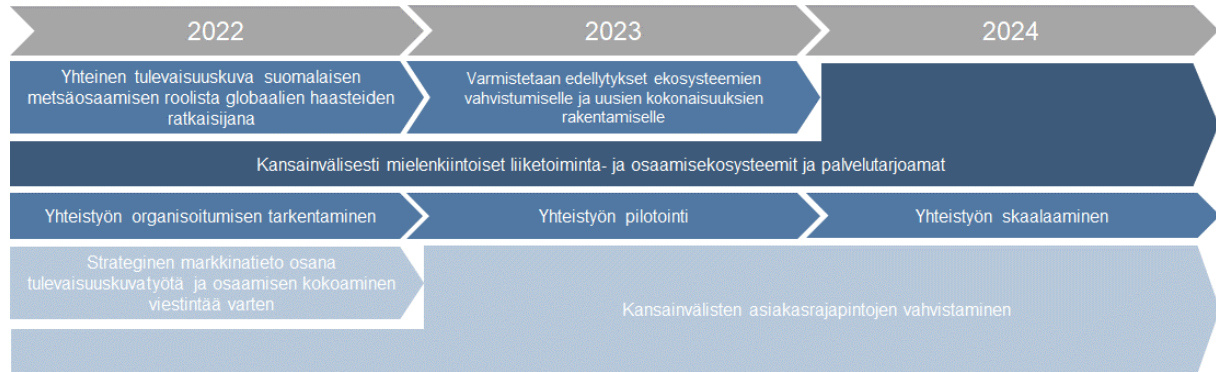 2022
2023
2024
Yhteinen tulevaisuuskuva suomalaisen
metsäosaamisen roolista globaalien haasteiden
ratkaisijana
Varmistetaan edellytykset ekosysteemien
vahvistumiselle ja uusien kokonaisuuksien
rakentamiselle
Kansainvälisesti mielenkiintoiset liiketoiminta- ja osaamisekosysteemit ja palvelutarjoamat
Yhteistyön organisoitumisen tarkentaminen
Yhteistyön pilotointi
Yhteistyön skaalaaminen
Strateginen markkinatieto osana
tulevaisuuskuvatyötä ja osaamisen kokoaminen
viestintää varten
Kansainvälisten asiakasrajapintojen vahvistaminen